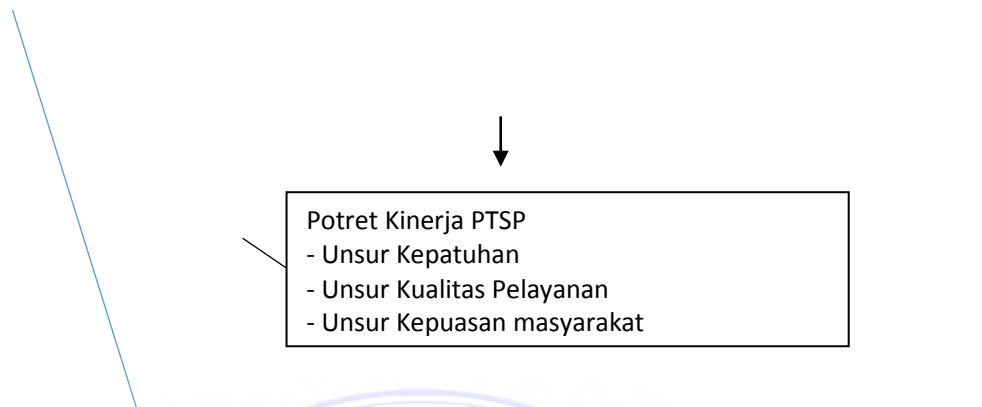 Potret Kinerja PTSP
- Unsur Kepatuhan
- Unsur Kualitas Pelayanan
- Unsur Kepuasan masyarakat